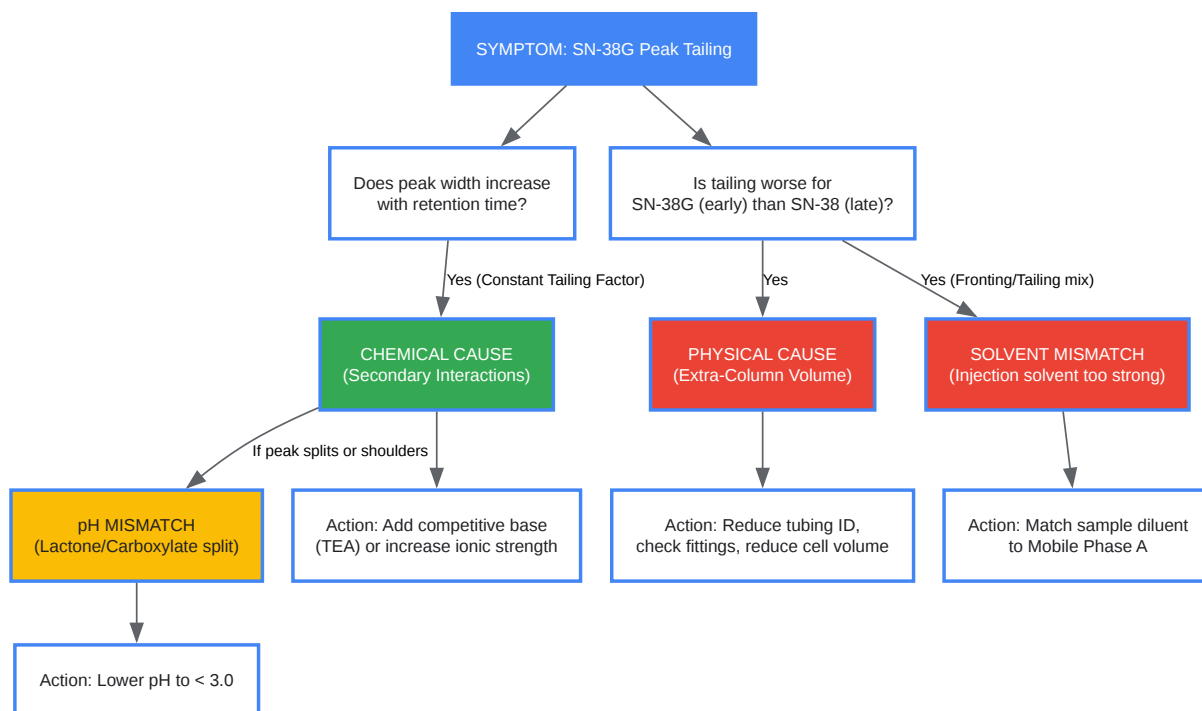 SYMPTOM: SN-38G Peak Tailing
Does peak width increase
with retention time?
Is tailing worse for
SN-38G (early) than SN-38 (late)?
Yes (Constant Tailing Factor)
Yes
Yes (Fronting/Tailing mix)
CHEMICAL CAUSE
(Secondary Interactions)
PHYSICAL CAUSE
(Extra-Column Volume)
SOLVENT MISMATCH
(Injection solvent too strong)
If peak splits or shoulders
pH MISMATCH
(Lactone/Carboxylate split)
Action: Add competitive base
(TEA) or increase ionic strength
Action: Reduce tubing ID,
check fittings, reduce cell volume
Action: Match sample diluent
to Mobile Phase A
Action: Lower pH to < 3.0